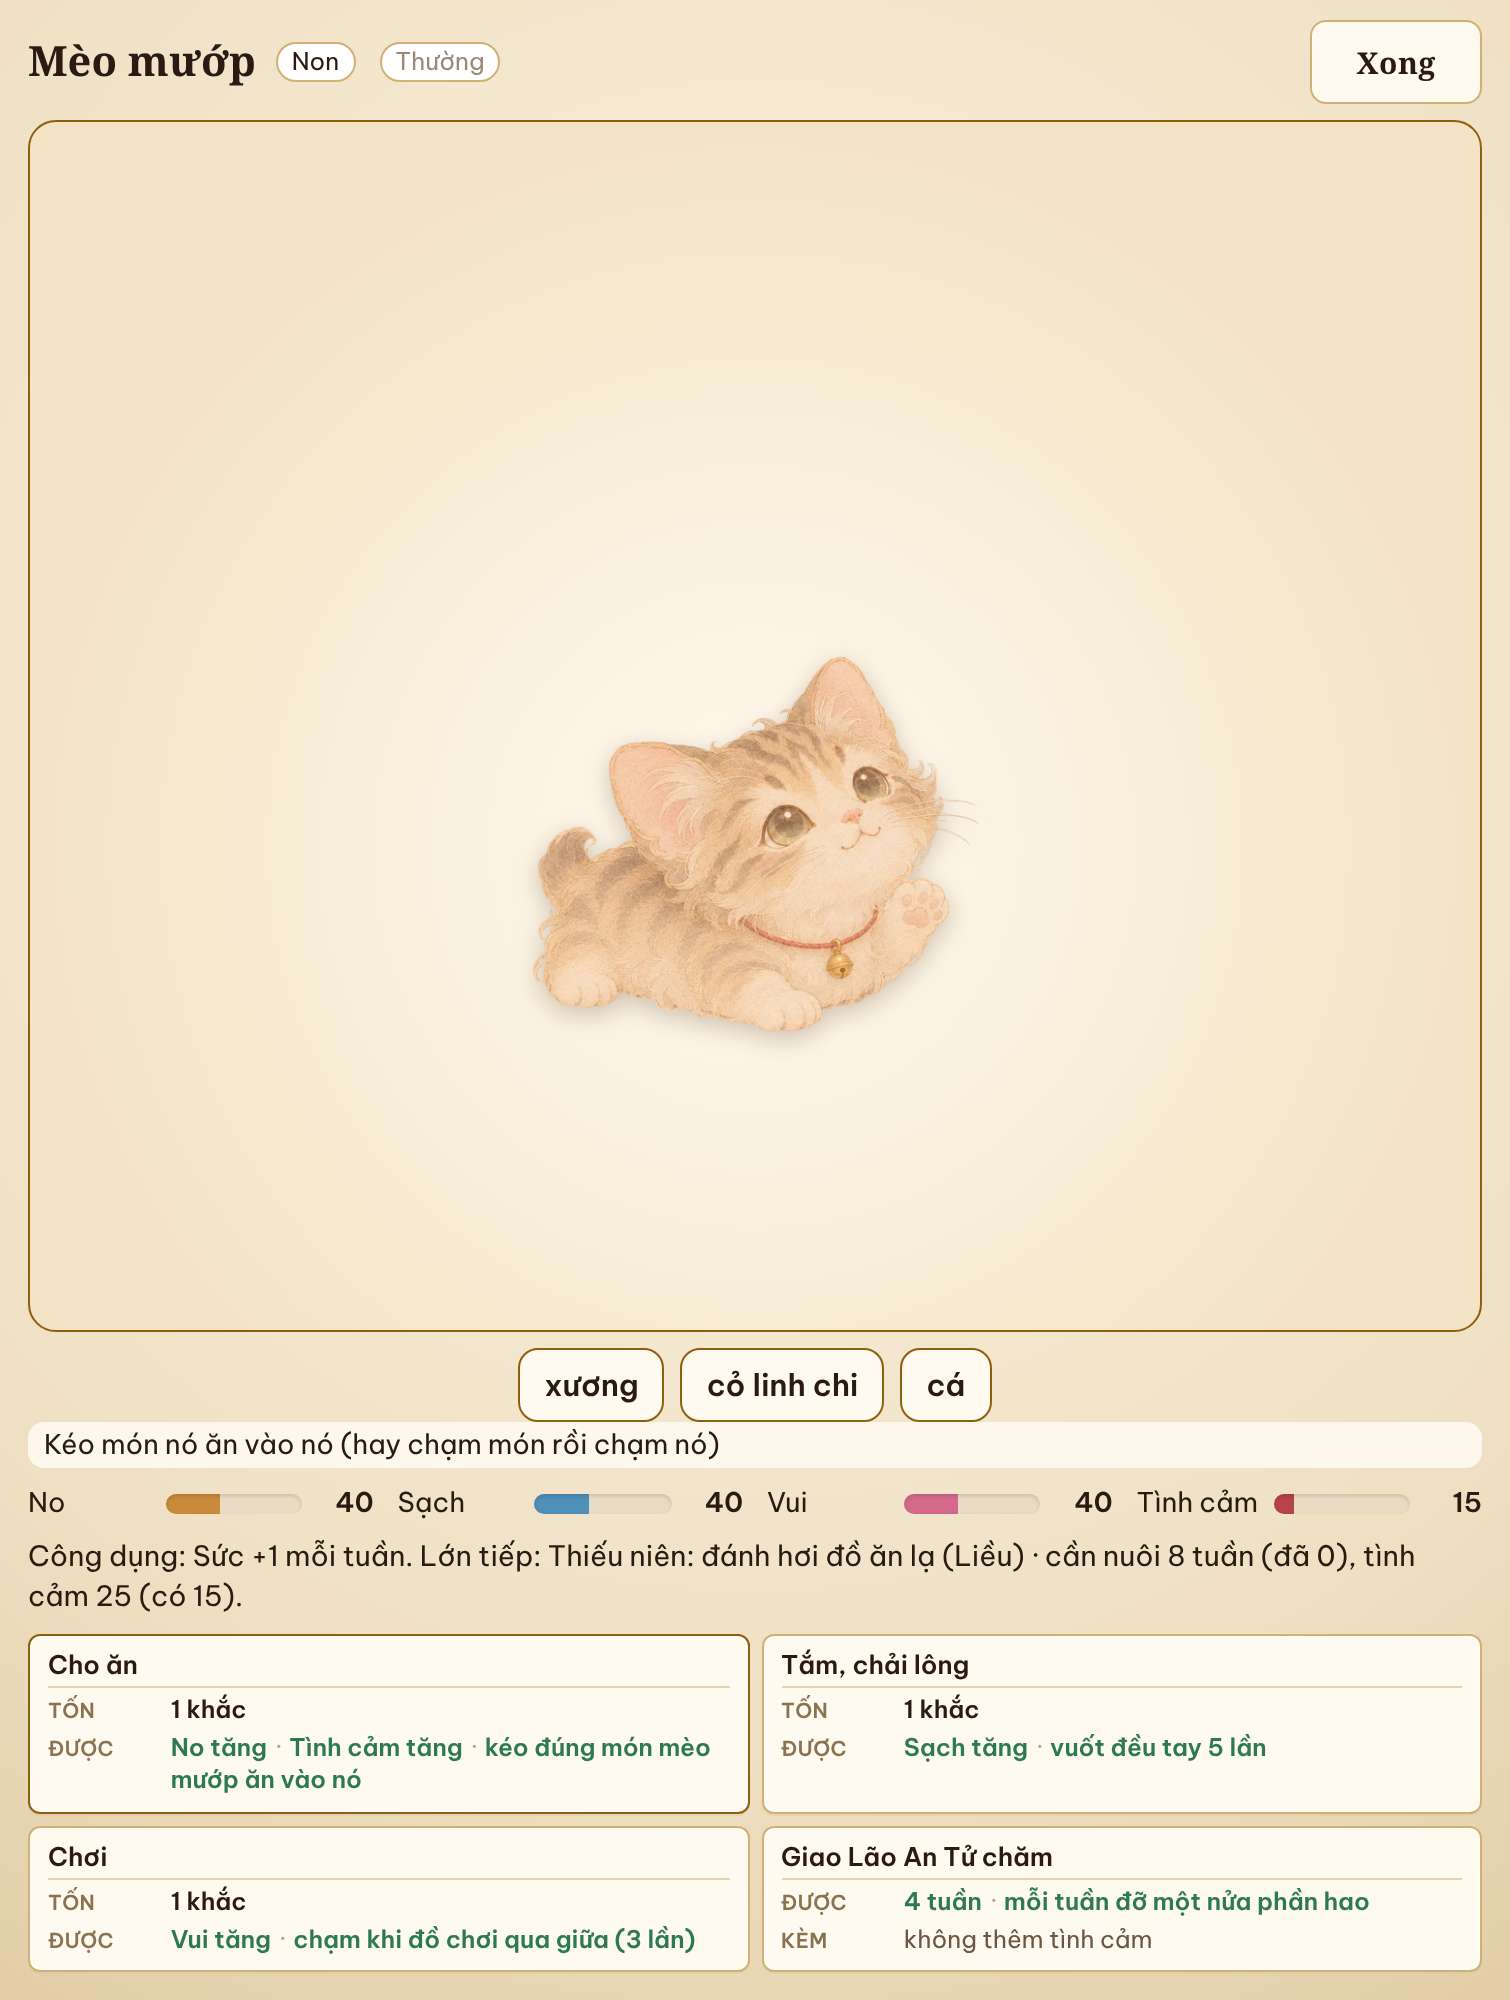 Mèo mướp Non Thường Xong
xương cỏ linh chi cá
Kéo món nó ăn vào nó (hay chạm món rồi chạm nó)
No 40 Sạch 40 Vui 40 Tình cảm 15
Công dụng: Sức +1 mỗi tuần. Lớn tiếp: Thiếu niên: đánh hơi đồ ăn lạ (Liều) · cần nuôi 8 tuần (đã 0), tình
cảm 25 (có 15).
Cho ăn
TỐN 1 khắc
ĐƯỢC No tăng · Tình cảm tăng · kéo đúng món mèo
mướp ăn vào nó
Tắm, chải lông
TỐN 1 khắc
ĐƯỢC Sạch tăng · vuốt đều tay 5 lần
Chơi
TỐN 1 khắc
ĐƯỢC Vui tăng · chạm khi đồ chơi qua giữa (3 lần)
Giao Lão An Tử chăm
ĐƯỢC 4 tuần · mỗi tuần đỡ một nửa phần hao
KÈM không thêm tình cảm